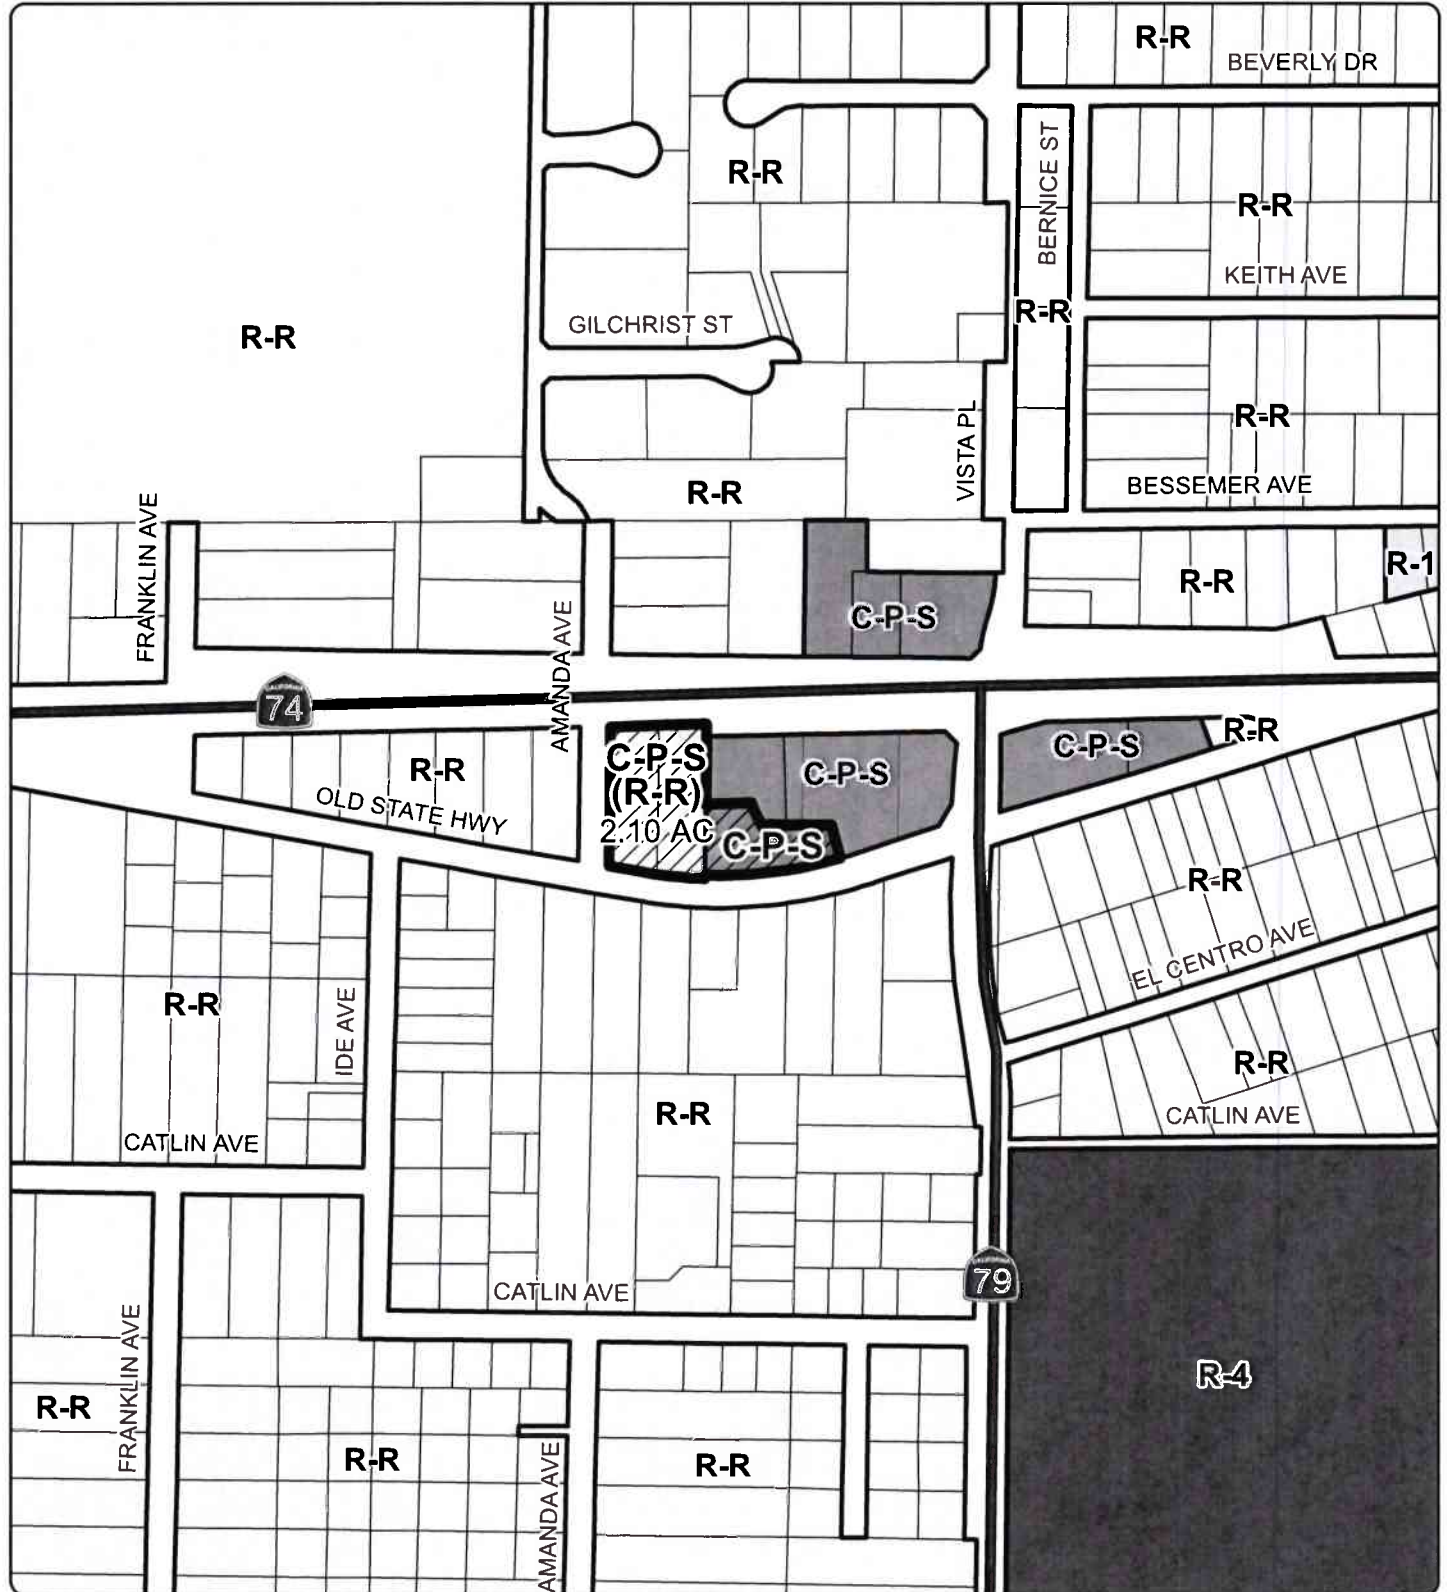 R-R
BEVERLY DR
BERNICE ST
R-R
R-R
KEITH AVE
R-R
GILCHRIST ST
R-R
R-R
VISTA PL
BESSEMER AVE
R-R
FRANKLIN AVE
R-1
R-R
AMANDA AVE
C-P-S
CALIFORNIA
74
R-R
OLD STATE HWY
C-P-S
(R-R)
2.10 AC
C-P-S
C-P-S
C-P-S
R-R
R-R
EL CENTRO AVE
R-R
IDE AVE
CATLIN AVE
R-R
R-R
CATLIN AVE
CALIFORNIA
79
CATLIN AVE
R-4
FRANKLIN AVE
R-R
R-R
AMANDA AVE
R-R